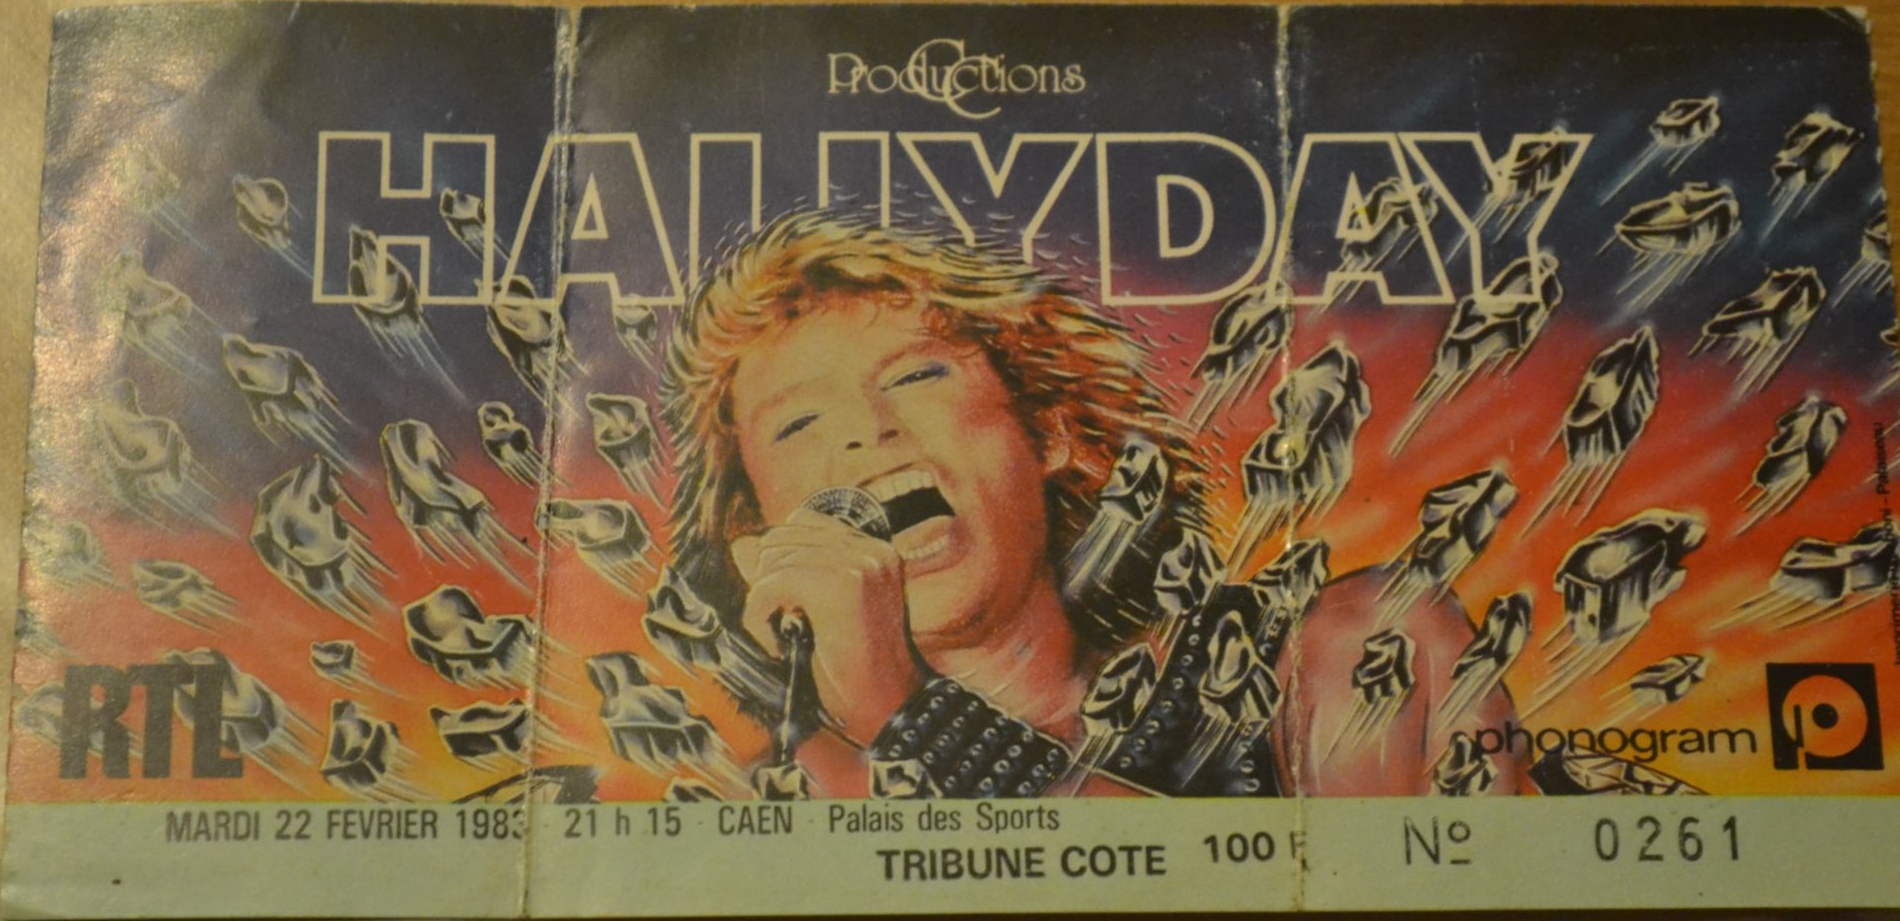 Productions
CC
HALLYDAY
RTL
phonogram
MARDI 22 FEVRIER 1983 21 h 15 - CAEN - Palais des Sports
TRIBUNE COTE 100 F
Nº 0261